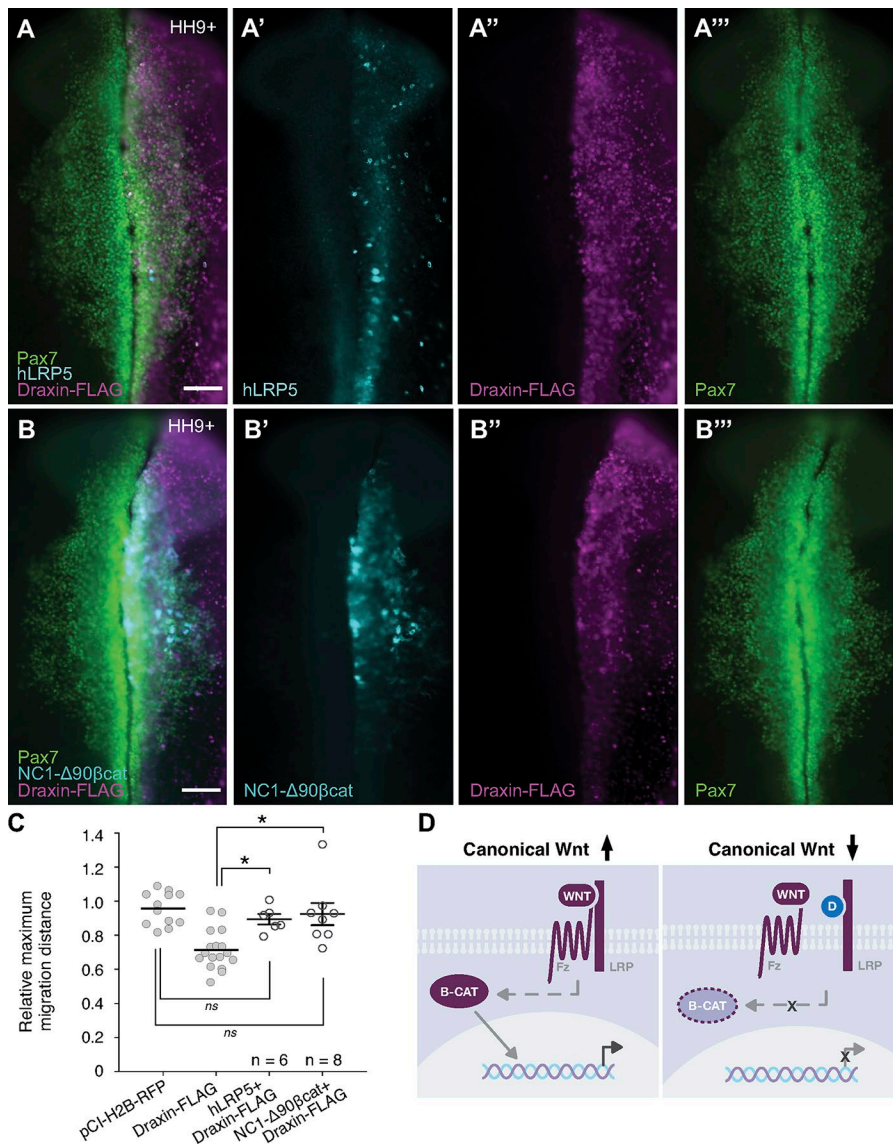 A
HH9+
Pax7
hLRP5
Draxin-FLAG
A'
hLRP5
A''
Draxin-FLAG
A'''
Pax7
B
HH9+
Pax7
NC1-Δ90βcat
Draxin-FLAG
B'
NC1-Δ90βcat
B''
Draxin-FLAG
B'''
Pax7
C
Relative maximum
migration distance
1.4
1.2
1.0
0.8
0.6
0.4
0.2
0
*
*
ns
ns
n = 6
n = 8
pCI-H2B-RFP
Draxin-FLAG
hLRP5+
Draxin-FLAG
NC1-Δ90βcat+
Draxin-FLAG
D
Canonical Wnt
WNT
Fz
LRP
B-CAT
Canonical Wnt
WNT
D
Fz
LRP
B-CAT
X
X